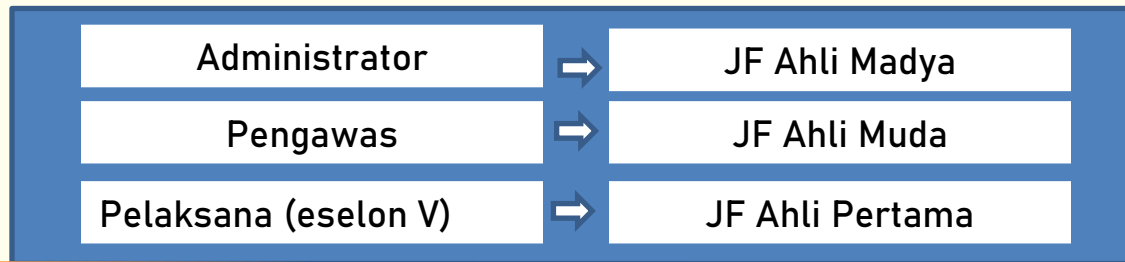 Administrator
JF Ahli Madya
Pengawas
JF Ahli Muda
Pelaksana (eselon V)
JF Ahli Pertama